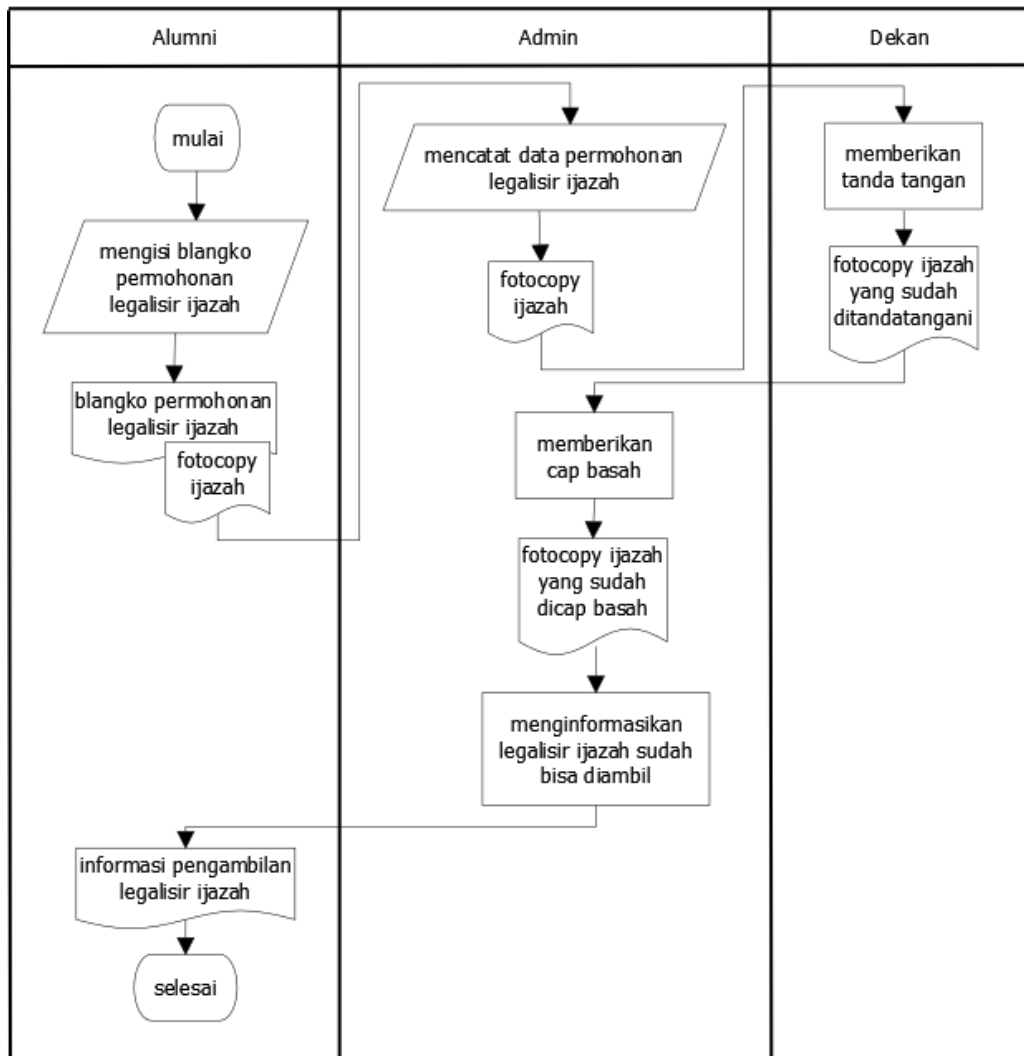 Alumni
Admin
Dekan
mulai
mengisi blangko
permohonan
legalisir ijazah
blangko permohonan
legalisir ijazah
fotocopy
ijazah
mencatat data permohonan
legalisir ijazah
fotocopy
ijazah
memberikan
tanda tangan
fotocopy ijazah
yang sudah
ditandatangani
memberikan
cap basah
fotocopy ijazah
yang sudah
dicap basah
menginformasikan
legalisir ijazah sudah
bisa diambil
informasi pengambilan
legalisir ijazah
selesai